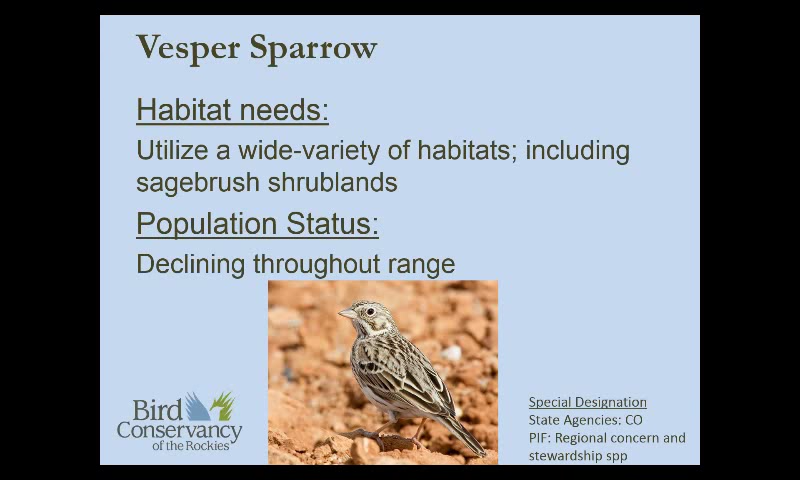 Vesper Sparrow
Habitat needs:
Utilize a wide-variety of habitats; including
sagebrush shrublands
Population Status:
Declining throughout range
Bird
Conservancy
of the Rockies
Special Designation
State Agencies: CO
PIF: Regional concern and
stewardship spp